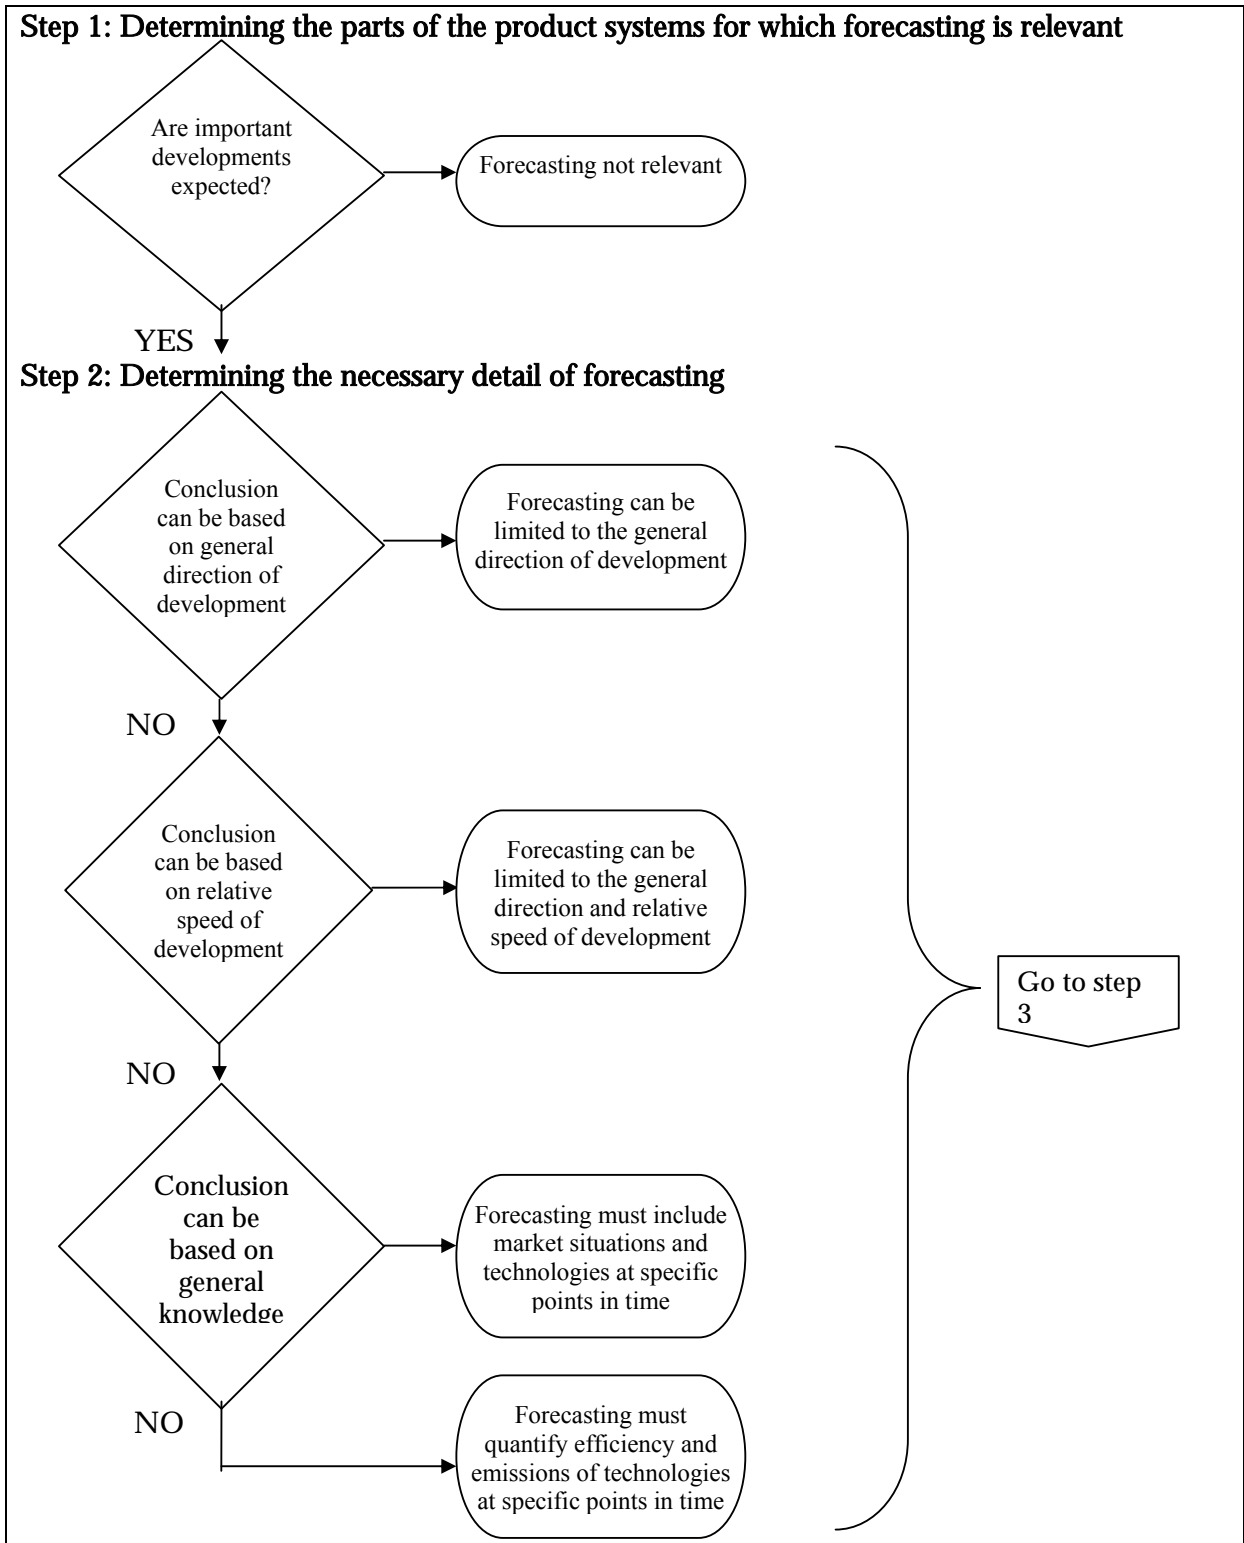 Step 1: Determining the parts of the product systems for which forecasting is relevant
Are important
developments
expected?
Forecasting not relevant
YES
Step 2: Determining the necessary detail of forecasting
Conclusion
can be based
on general
direction of
development
Forecasting can be
limited to the general
direction of development
NO
Conclusion
can be based
on relative
speed of
development
Forecasting can be
limited to the general
direction and relative
speed of development
Go to step
3
NO
Conclusion
can be
based on
general
knowledge
Forecasting must include
market situations and
technologies at specific
points in time
NO
Forecasting must
quantify efficiency and
emissions of technologies
at specific points in time